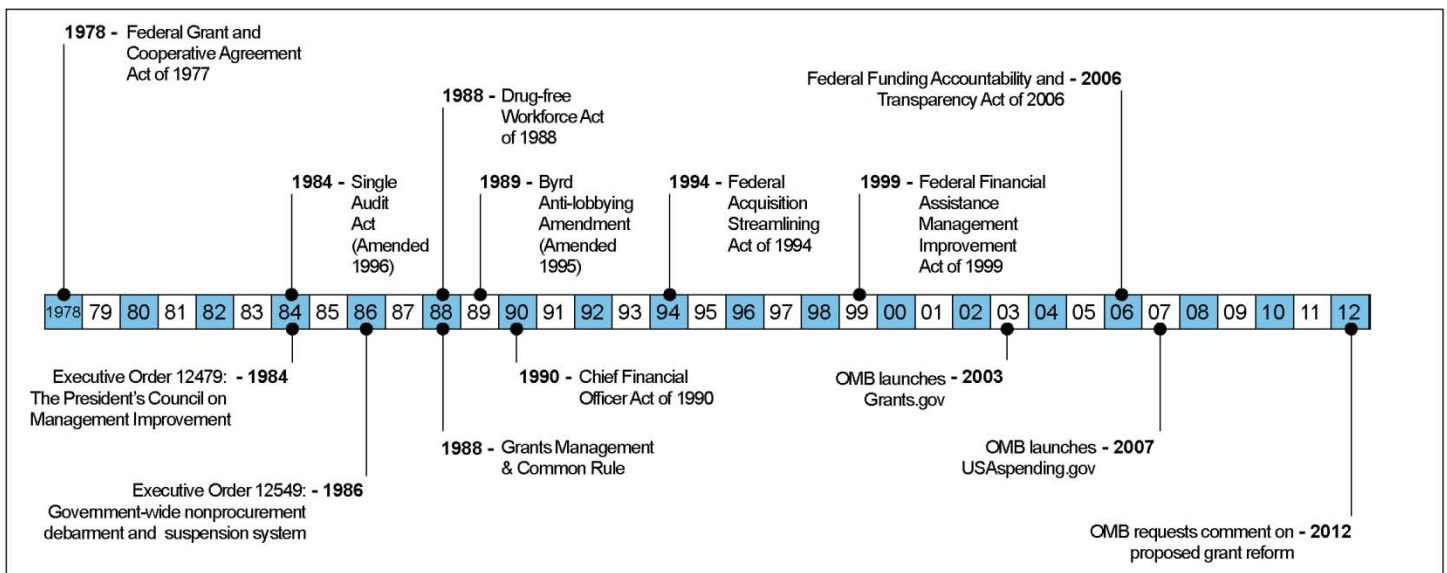 1978 - Federal Grant and
Cooperative Agreement
Act of 1977
1988 - Drug-free
Workforce Act
of 1988
Federal Funding Accountability and - 2006
Transparency Act of 2006
1984 - Single
Audit
Act
(Amended
1996)
1989 - Byrd
Anti-lobbying
Amendment
(Amended
1995)
1994 - Federal
Acquisition
Streamlining
Act of 1994
1999 - Federal Financial
Assistance
Management
Improvement
Act of 1999
1978 79 80 81 82 83 84 85 86 87 88 89 90 91 92 93 94 95 96 97 98 99 00 01 02 03 04 05 06 07 08 09 10 11 12
Executive Order 12479: - 1984
The President's Council on
Management Improvement
1990 - Chief Financial
Officer Act of 1990
OMB launches - 2003
Grants.gov
1988 - Grants Management
& Common Rule
OMB launches - 2007
USAspending.gov
Executive Order 12549: - 1986
Government-wide nonprocurement
debarment and suspension system
OMB requests comment on - 2012
proposed grant reform